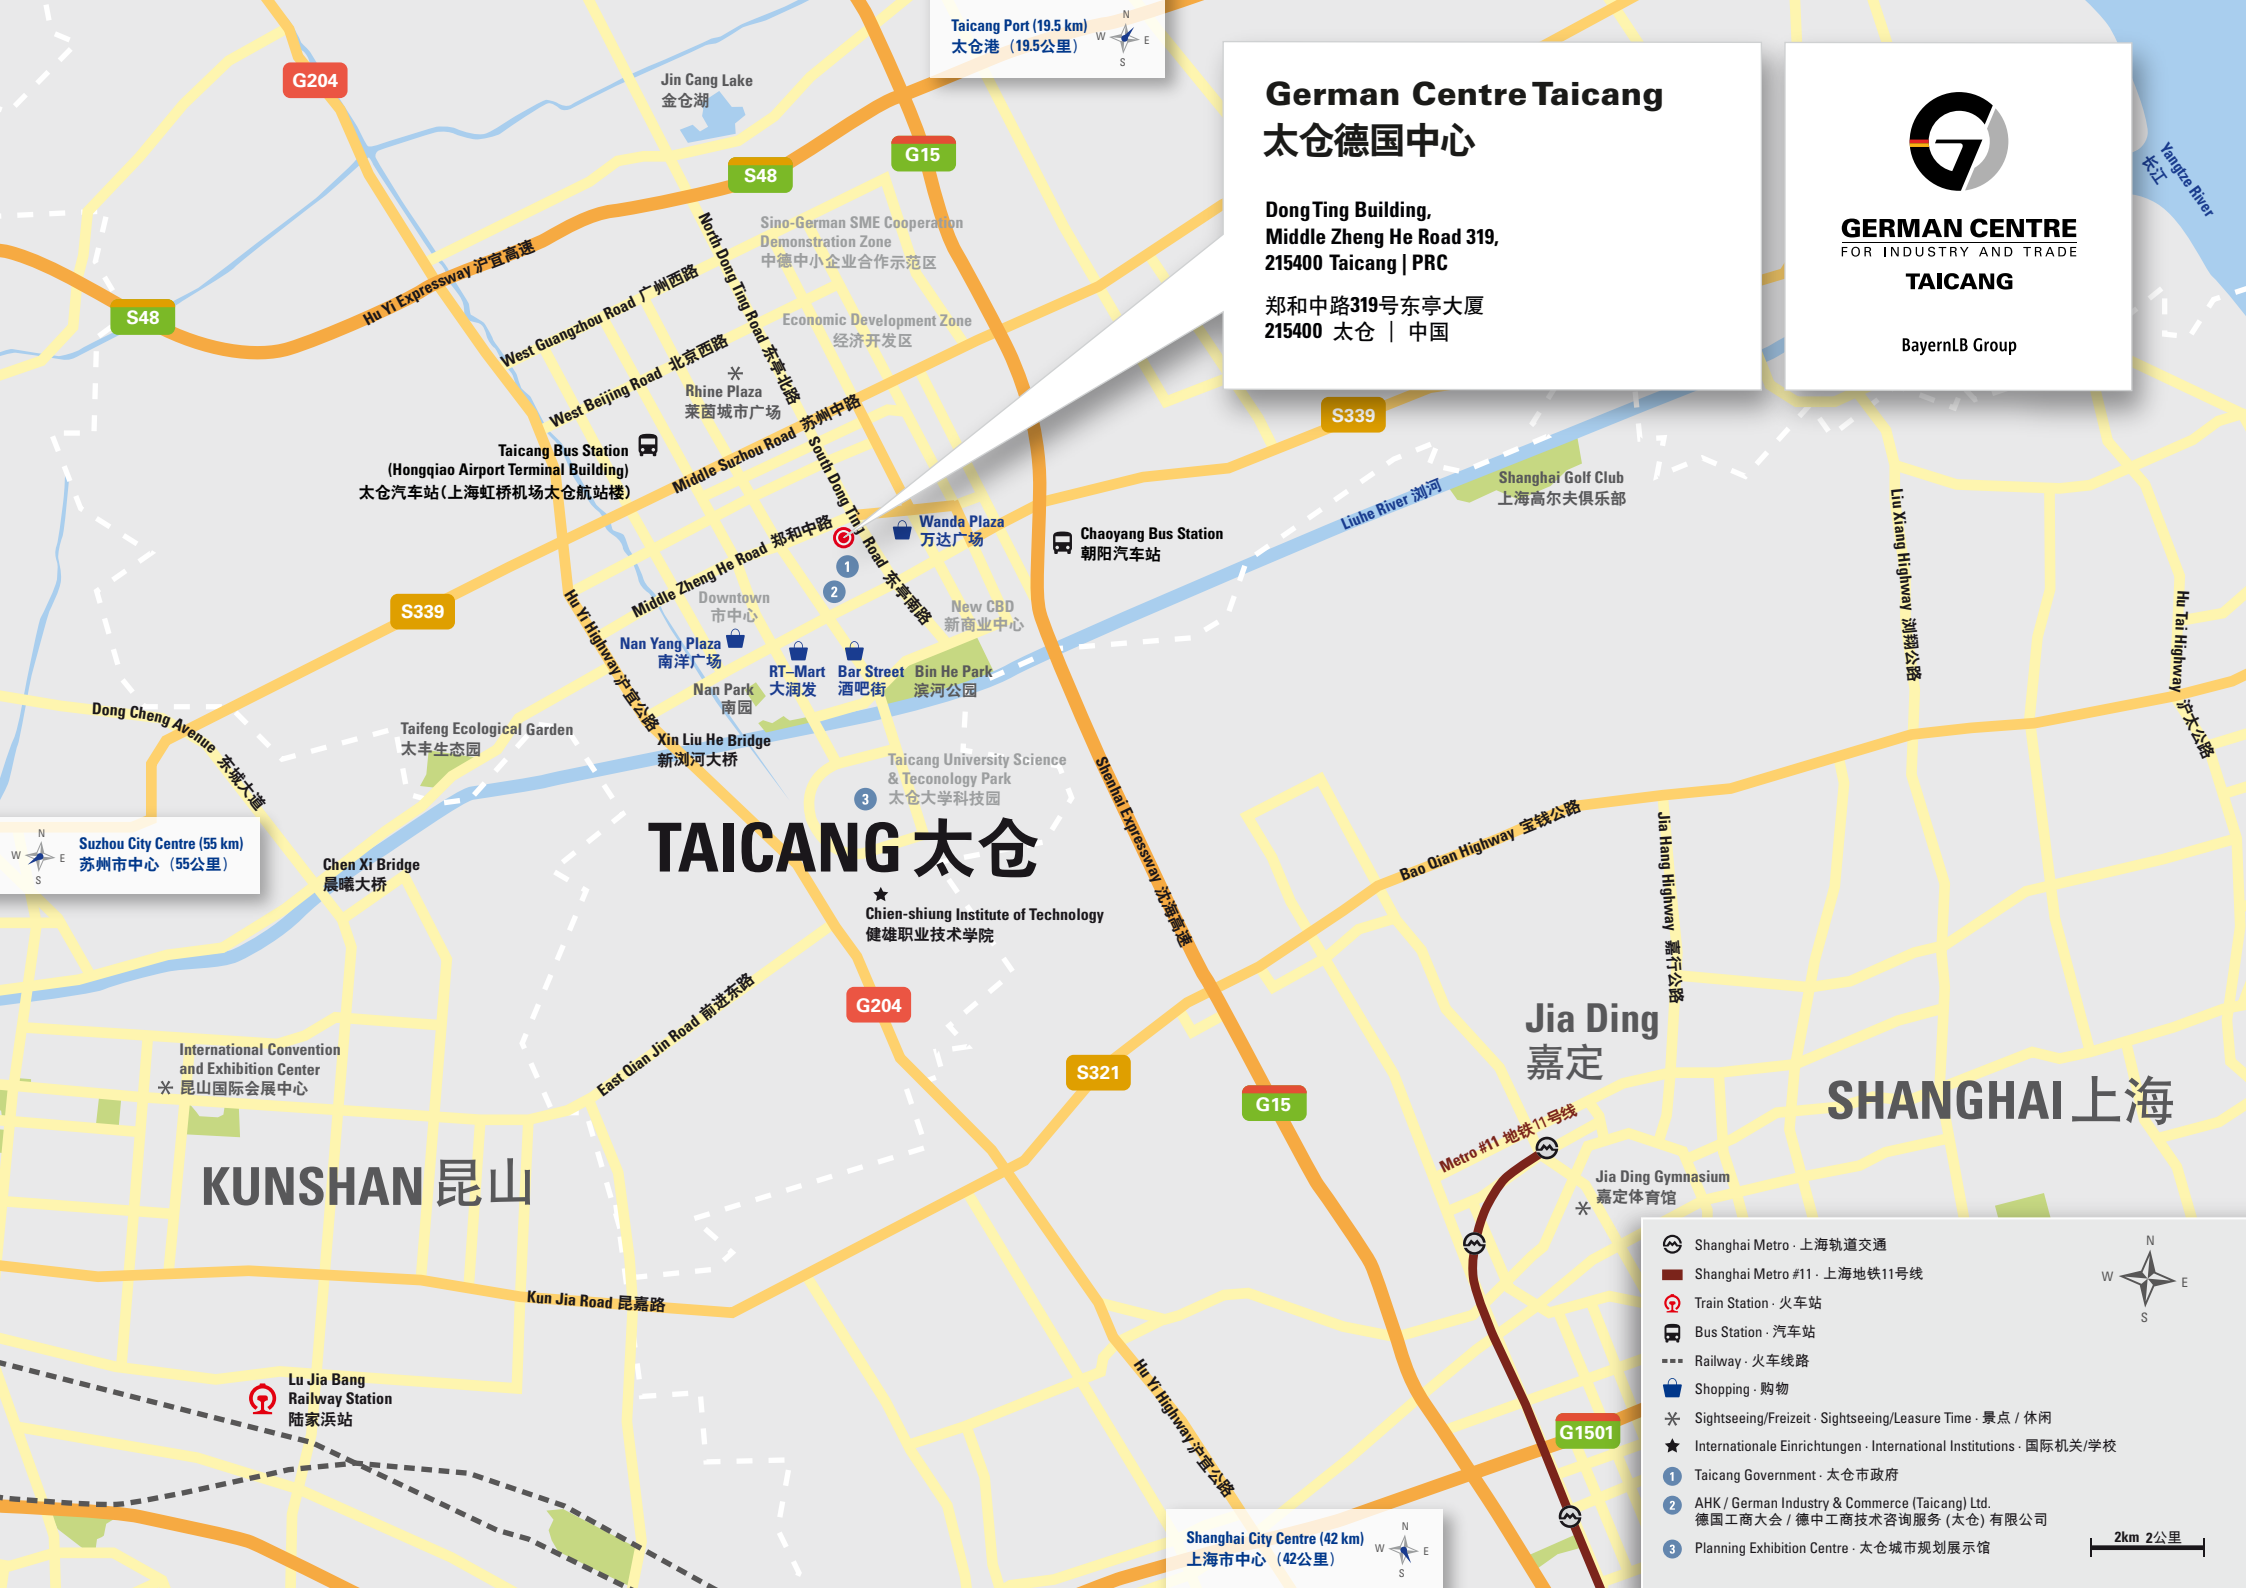 Taicang Port (19.5 km)
太仓港（19.5公里）
N
W
E
S
German Centre Taicang
太仓德国中心
DongTing Building,
Middle Zheng He Road 319,
215400 Taicang | PRC
郑和中路319号东亭大厦
215400 太仓 | 中国
GERMAN CENTRE
FOR INDUSTRY AND TRADE
TAICANG
BayernLB Group
Yangtze River
长江
G204
Jin Cang Lake
金仓湖
G15
S48
S48
Hu Yi Expressway 沪宜高速
North Dong Ting Road 东亭北路
Sino-German SME Cooperation
Demonstration Zone
中德中小企业合作示范区
West Guangzhou Road 广州西路
Economic Development Zone
经济开发区
West Beijing Road 北京西路
Rhine Plaza
莱茵城市广场
Middle Suzhou Road 苏州中路
Taicang Bus Station
(Hongqiao Airport Terminal Building)
太仓汽车站(上海虹桥机场太仓航站楼)
S339
South Dong Ting Road 东亭南路
Shanghai Golf Club
上海高尔夫俱乐部
Liuhe River 浏河
Liu Xiang Highway 浏翔公路
Hu Tai Highway 沪太公路
Wanda Plaza
万达广场
Chaoyang Bus Station
朝阳汽车站
Middle Zheng He Road 郑和中路
1
2
S339
Downtown
市中心
New CBD
新商业中心
Hu Yi Highway 沪宜公路
Nan Yang Plaza
南洋广场
RT–Mart
大润发
Bar Street
酒吧街
Bin He Park
滨河公园
Nan Park
南园
Dong Cheng Avenue 东城大道
Taifeng Ecological Garden
太丰生态园
Xin Liu He Bridge
新浏河大桥
Taicang University Science
& Teconology Park
太仓大学科技园
3
Shenhai Expressway 沈海高速
TAICANG 太仓
N
W
E
S
Suzhou City Centre (55 km)
苏州市中心（55公里）
Chen Xi Bridge
晨曦大桥
Chien-shiung Institute of Technology
健雄职业技术学院
Bao Qian Highway 宝钱公路
Jia Hang Highway 嘉行公路
G204
East Qian Jin Road 前进东路
Jia Ding
嘉定
International Convention
and Exhibition Center
昆山国际会展中心
S321
G15
SHANGHAI 上海
Metro #11 地铁11号线
KUNSHAN 昆山
Jia Ding Gymnasium
嘉定体育馆
Kun Jia Road 昆嘉路
Lu Jia Bang
Railway Station
陆家浜站
Hu Yi Highway 沪宜公路
G1501
Shanghai City Centre (42 km)
上海市中心（42公里）
N
W
E
S
Shanghai Metro · 上海轨道交通
Shanghai Metro #11 · 上海地铁11号线
Train Station · 火车站
Bus Station · 汽车站
Railway · 火车线路
Shopping · 购物
Sightseeing/Freizeit · Sightseeing/Leasure Time · 景点 / 休闲
Internationale Einrichtungen · International Institutions · 国际机关/学校
1 Taicang Government · 太仓市政府
2 AHK / German Industry & Commerce (Taicang) Ltd.
德国工商大会 / 德中工商技术咨询服务 (太仓) 有限公司
3 Planning Exhibition Centre · 太仓城市规划展示馆
N
W
E
S
2km 2公里